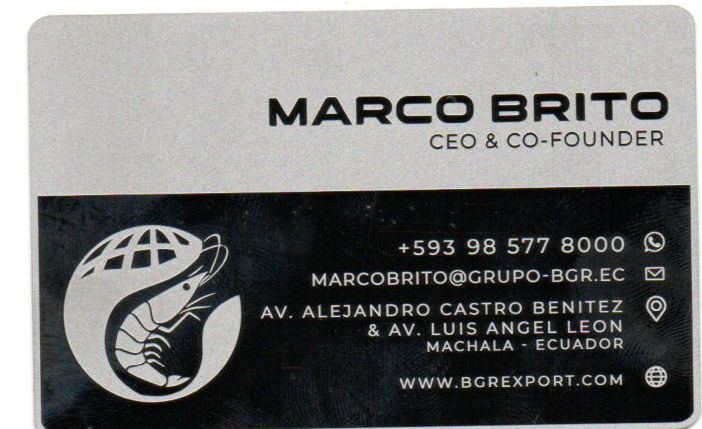 MARCO BRITO
CEO & CO-FOUNDER
+593 98 577 8000
MARCOBRITO@GRUPO-BGR.EC
AV. ALEJANDRO CASTRO BENITEZ
& AV. LUIS ANGEL LEON
MACHALA - ECUADOR
WWW.BGREXPORT.COM